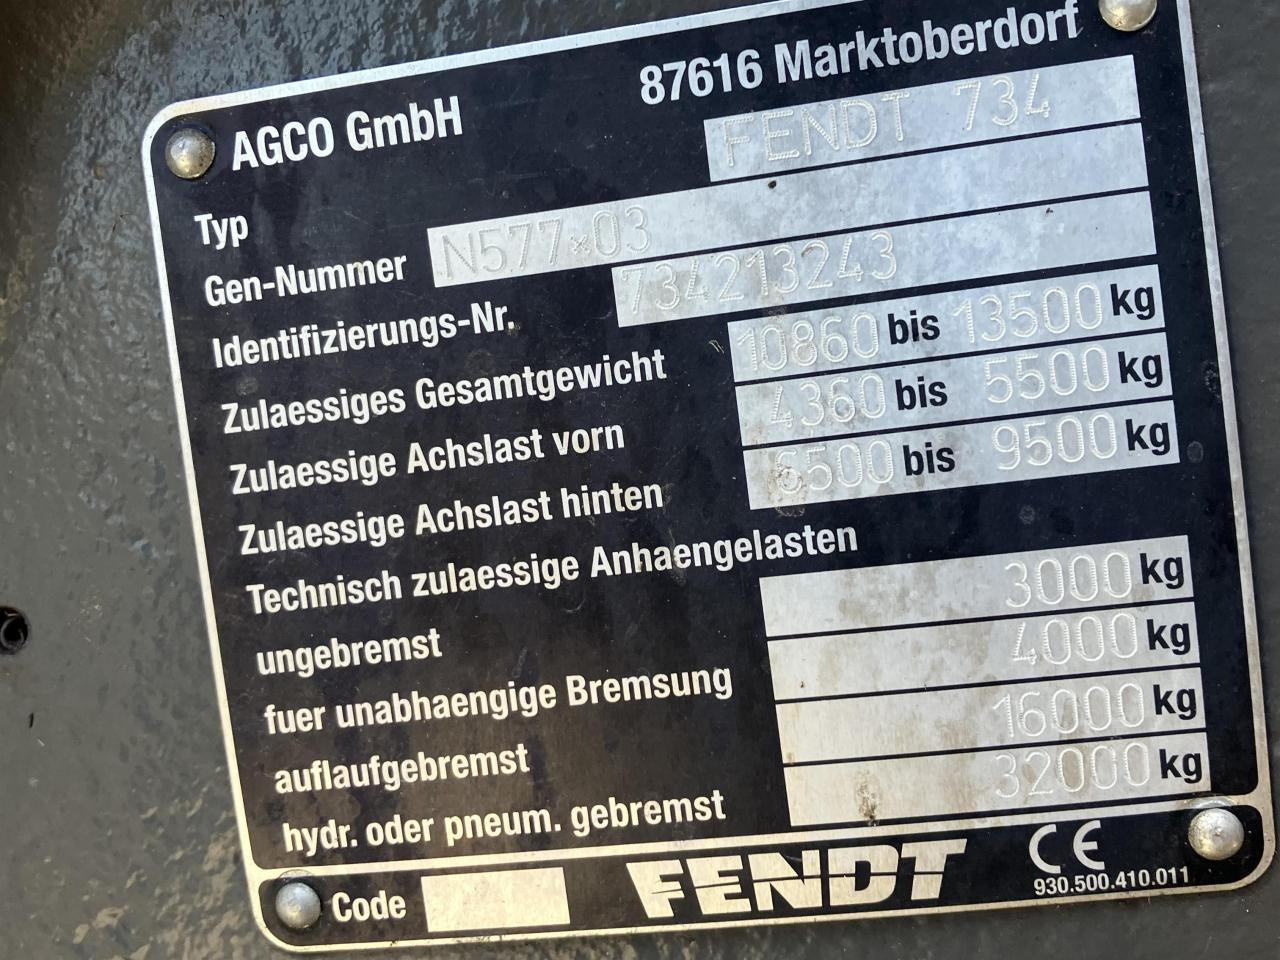 AGCO GmbH 87616 Marktoberdorf
Typ FENDT 734
Gen-Nummer N577*03
Identifizierungs-Nr. 734213243
Zulaessiges Gesamtgewicht 10860 bis 13500 kg
Zulaessige Achslast vorn 4360 bis 5500 kg
Zulaessige Achslast hinten 6500 bis 9500 kg
Technisch zulaessige Anhaengelasten
ungebremst 3000 kg
fuer unabhaengige Bremsung 4000 kg
auflaufgebremst 16000 kg
hydr. oder pneum. gebremst 32000 kg
Code FENDT CE
930.500.410.011